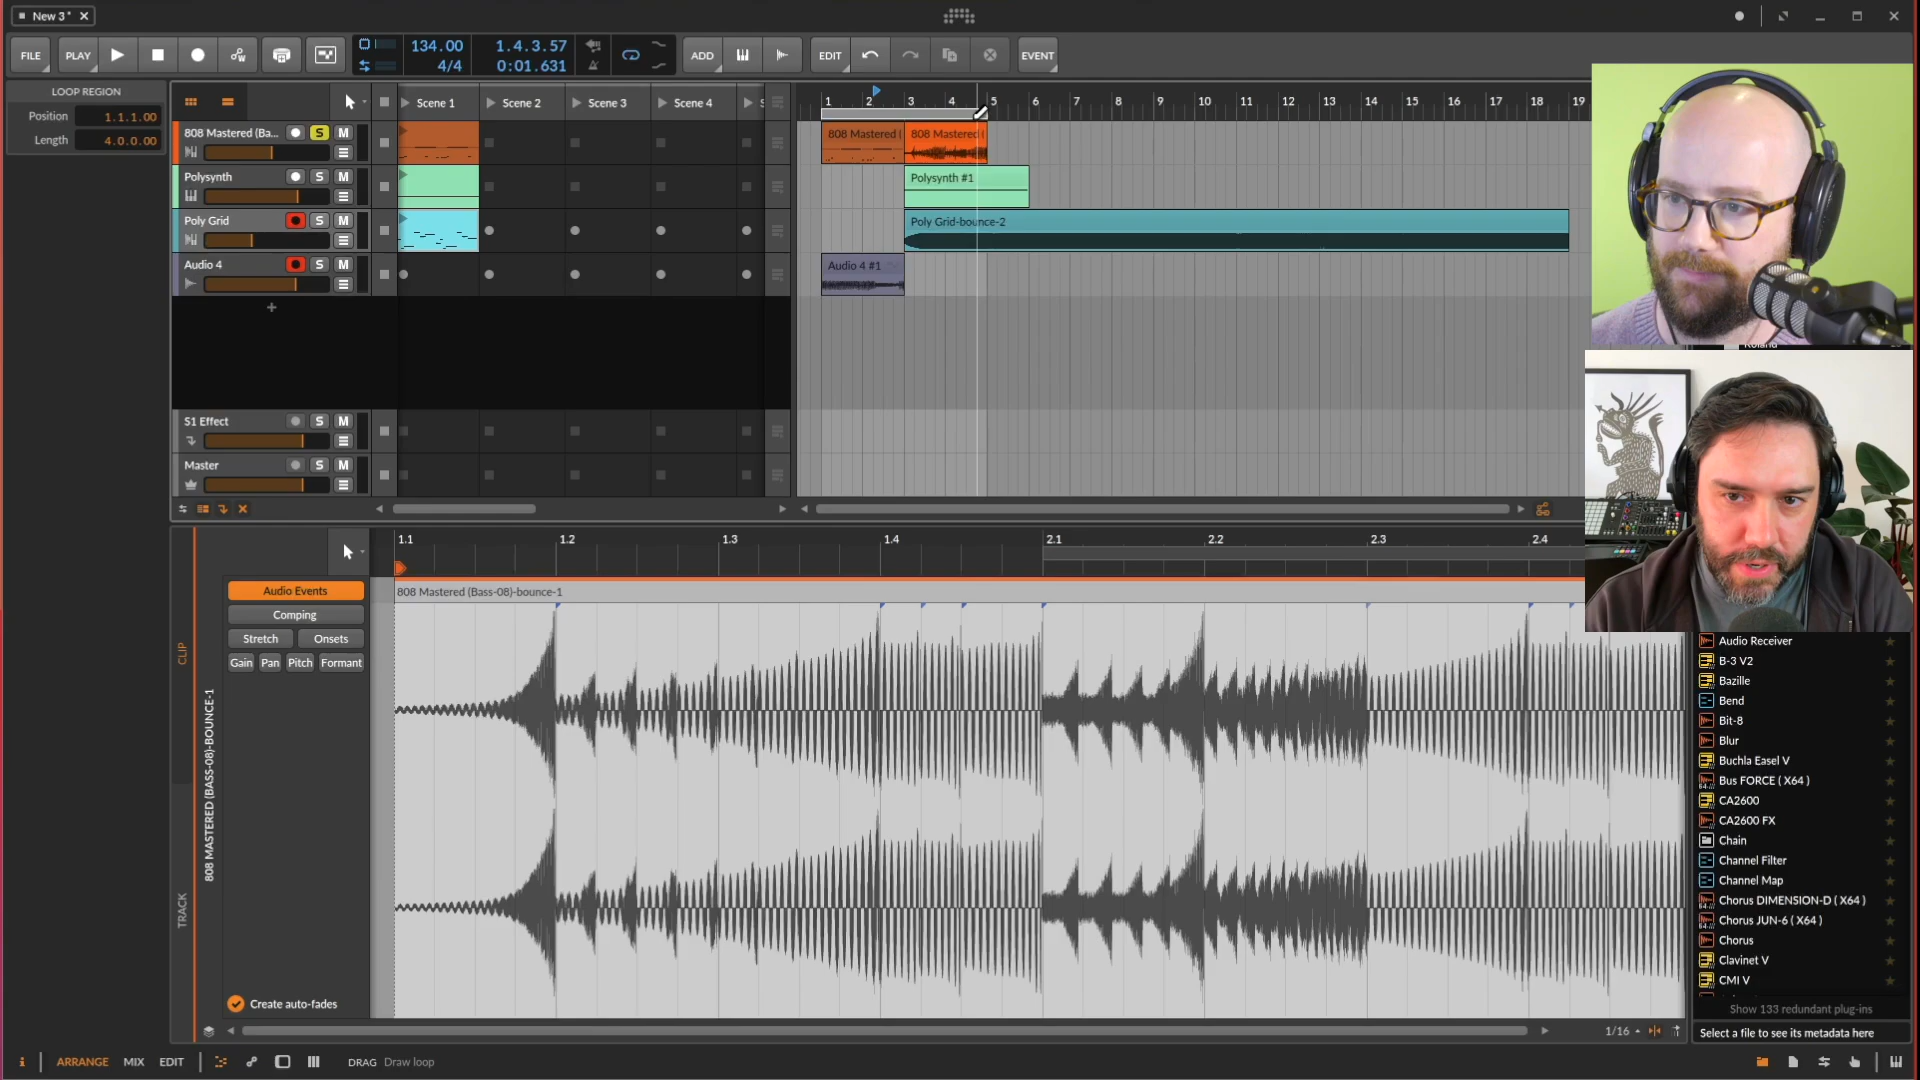 New 3*
FILE PLAY 134.00 4/4 1.4.3.57 0:01.631 ADD EDIT EVENT
LOOP REGION
Position 1.1.1.00
Length 4.0.0.00
Scene 1 Scene 2 Scene 3 Scene 4
1 2 3 4 5 6 7 8 9 10 11 12 13 14 15 16 17 18 19
808 Mastered (Ba... S M
808 Mastered 808 Mastered
Polysynth S M
Polysynth #1
Poly Grid S M
Poly Grid-bounce-2
Audio 4 S M
Audio 4 #1
+
S1 Effect S M
Master S M
Roland
1.1 1.2 1.3 1.4 2.1 2.2 2.3 2.4
Audio Events
808 Mastered (Bass-08)-bounce-1
Comping
Stretch Onsets
Gain Pan Pitch Formant
CLIP
TRACK
808 MASTERED (BASS-08)-BOUNCE-1
Create auto-fades
1/16
Audio Receiver
B-3 V2
Bazille
Bend
Bit-8
Blur
Buchla Easel V
Bus FORCE ( X64 )
CA2600
CA2600 FX
Chain
Channel Filter
Channel Map
Chorus DIMENSION-D ( X64 )
Chorus JUN-6 ( X64 )
Chorus
Clavinet V
CMI V
Show 133 redundant plug-ins
Select a file to see its metadata here
i ARRANGE MIX EDIT DRAG Draw loop